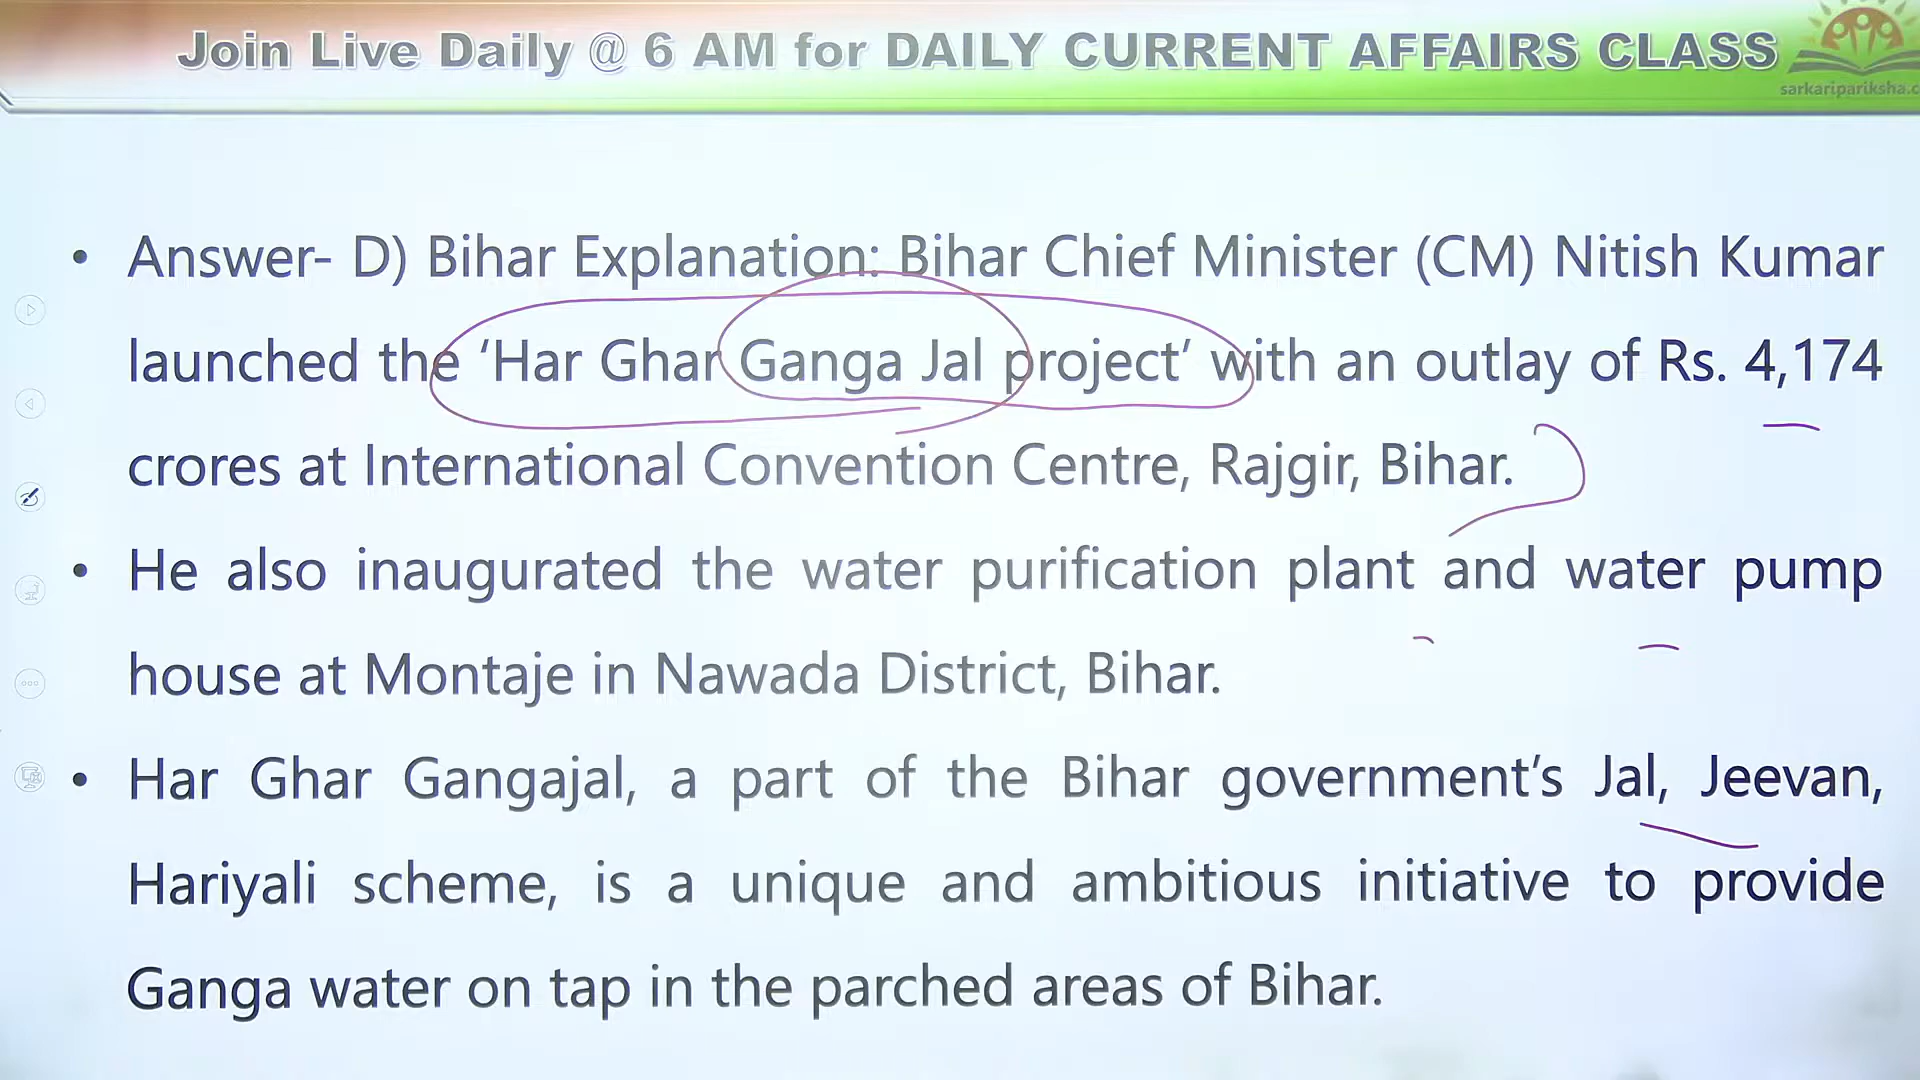 Join Live Daily @ 6 AM for DAILY CURRENT AFFAIRS CLASS
• Answer- D) Bihar Explanation: Bihar Chief Minister (CM) Nitish Kumar
launched the ‘Har Ghar Ganga Jal project’ with an outlay of Rs. 4,174
crores at International Convention Centre, Rajgir, Bihar.
• He also inaugurated the water purification plant and water pump
house at Montaje in Nawada District, Bihar.
• Har Ghar Gangajal, a part of the Bihar government’s Jal, Jeevan,
Hariyali scheme, is a unique and ambitious initiative to provide
Ganga water on tap in the parched areas of Bihar.